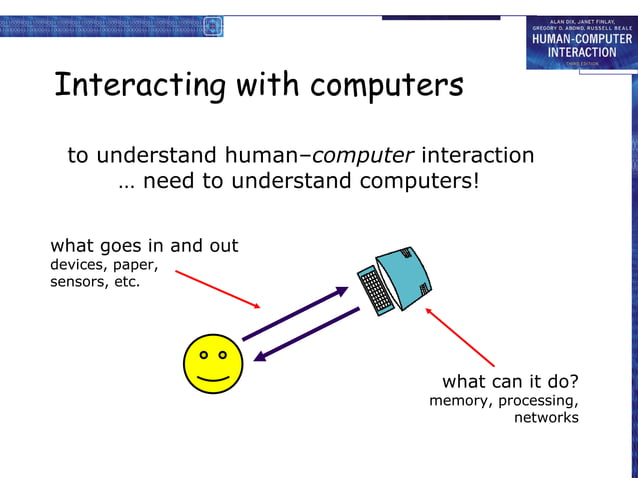 ALAN DIX, JANET FINLAY,
GREGORY D. ABOWD, RUSSELL BEALE
HUMAN-COMPUTER
INTERACTION
THIRD EDITION
Interacting with computers
to understand human–computer interaction
… need to understand computers!
what goes in and out
devices, paper,
sensors, etc.
what can it do?
memory, processing,
networks